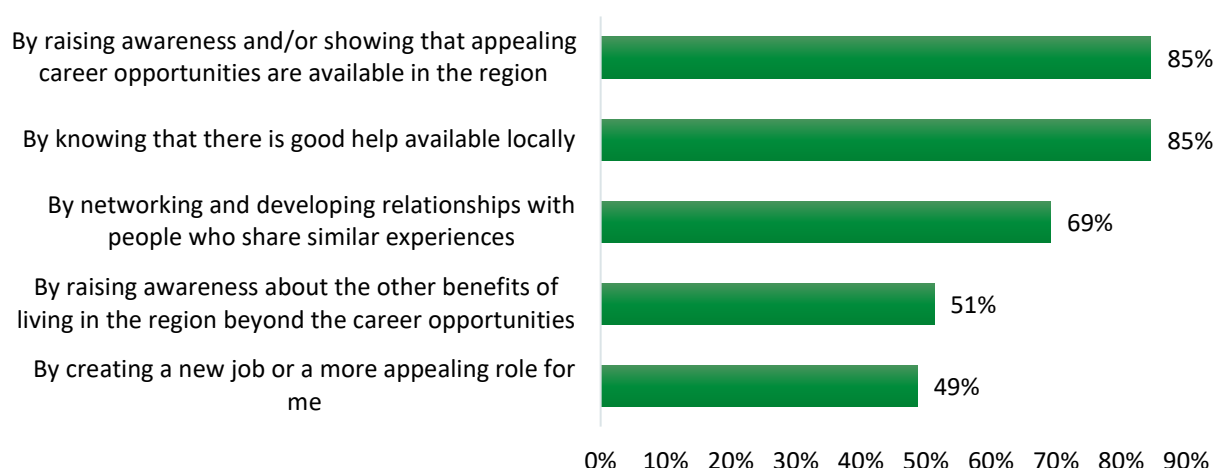 By raising awareness and/or showing that appealing
career opportunities are available in the region
85%
By knowing that there is good help available locally
85%
By networking and developing relationships with
people who share similar experiences
69%
By raising awareness about the other benefits of
living in the region beyond the career opportunities
51%
By creating a new job or a more appealing role for
me
49%
0% 10% 20% 30% 40% 50% 60% 70% 80% 90%